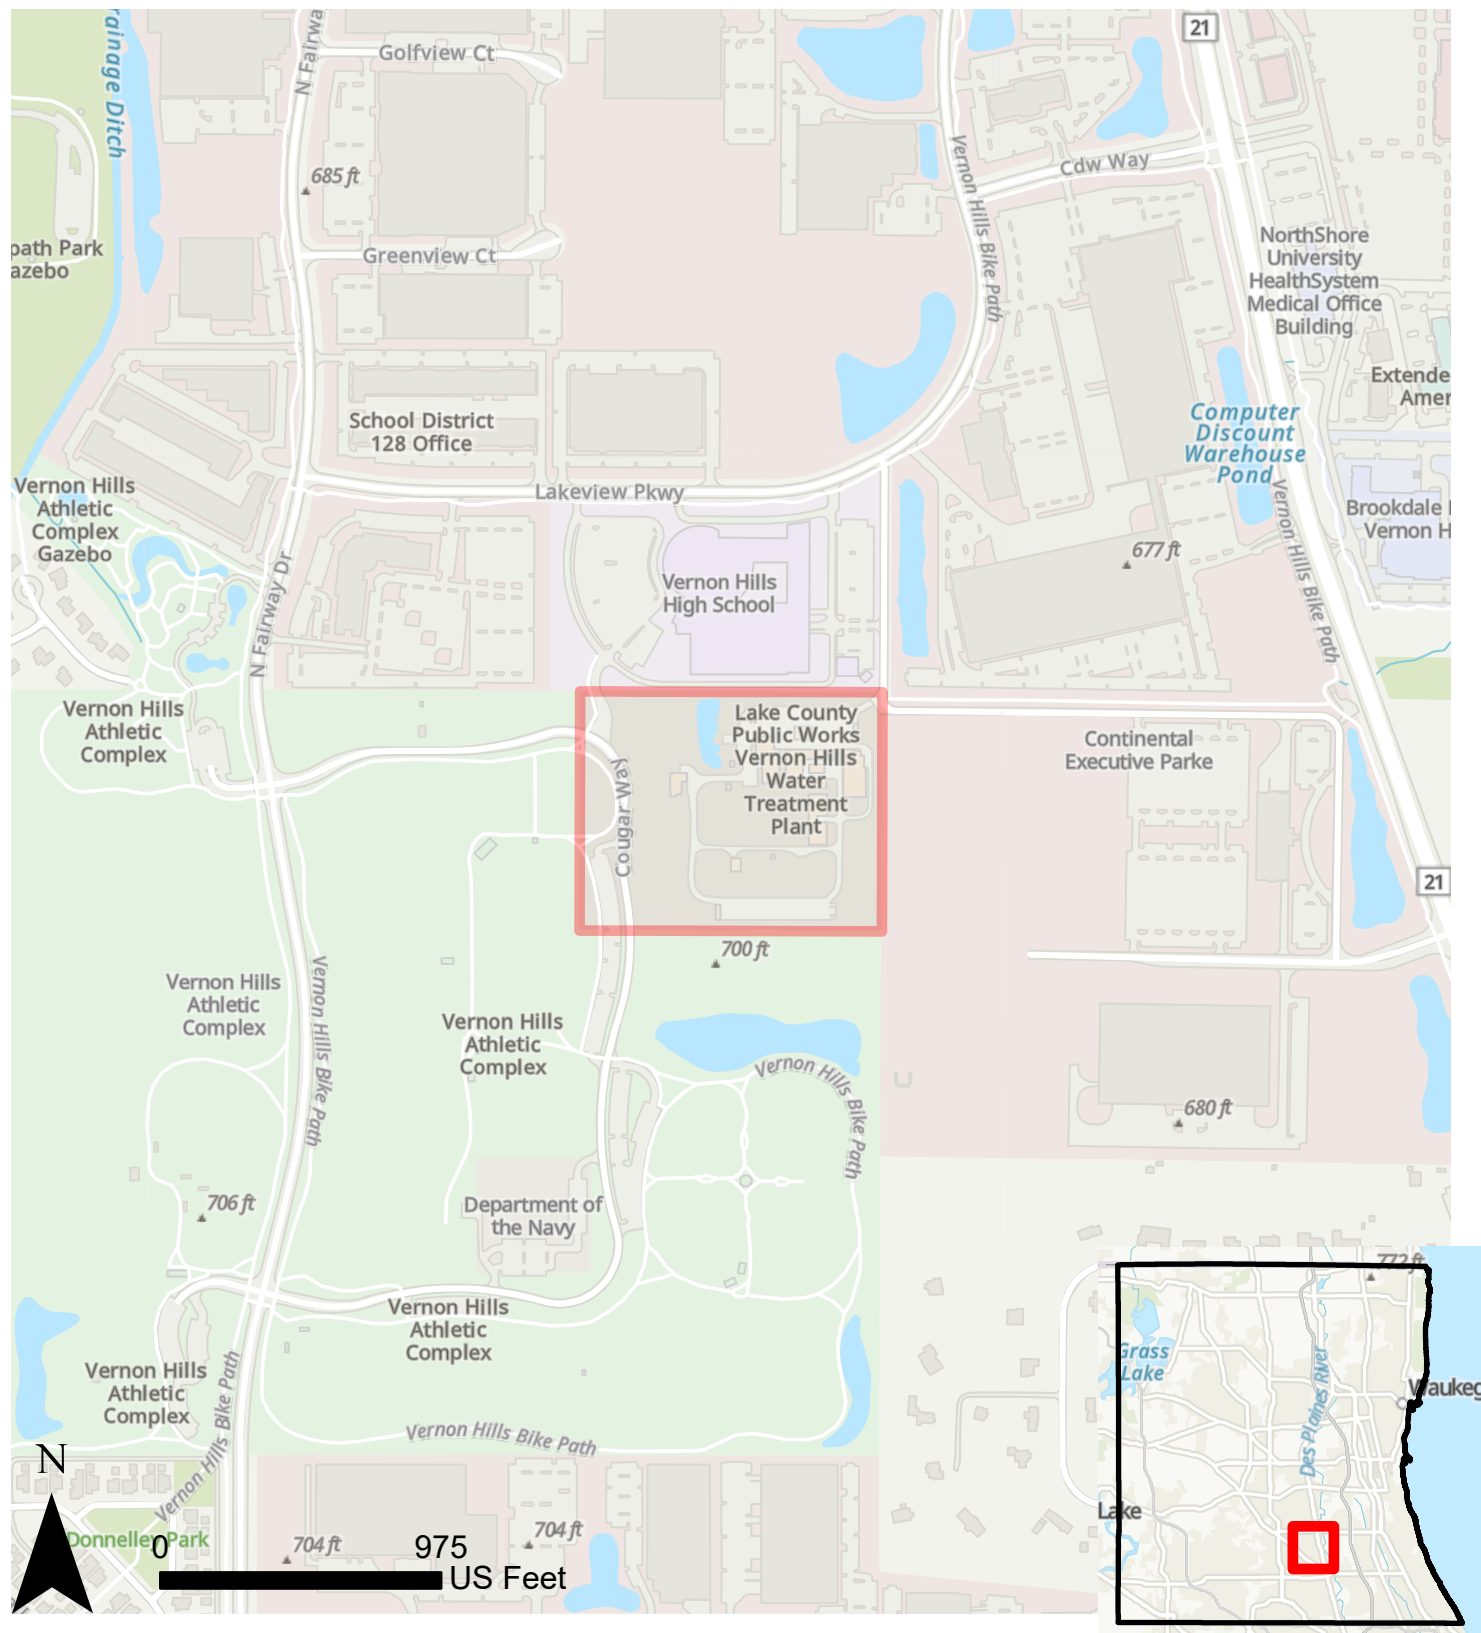 rainage Ditch
N Fairwa
Golfview Ct
21
685 ft
Vernon Hills Bike Path
Cdw Way
path Park
azebo
Greenview Ct
NorthShore
University
HealthSystem
Medical Office
Building
Extende
Amer
School District
128 Office
Computer
Discount
Warehouse
Pond
Vernon Hills
Athletic
Complex
Gazebo
Lakeview Pkwy
Vernon Hills Bike Path
Brookdale
Vernon H
677 ft
N Fairway Dr
Vernon Hills
High School
Vernon Hills
Athletic
Complex
Lake County
Public Works
Vernon Hills
Water
Treatment
Plant
Cougar Way
Continental
Executive Parke
21
700 ft
Vernon Hills
Athletic
Complex
Vernon Hills Bike Path
Vernon Hills
Athletic
Complex
Vernon Hills Bike Path
680 ft
706 ft
Department of
the Navy
Vernon Hills
Athletic
Complex
Vernon Hills
Athletic
Complex
Vernon Hills Bike Path
Vernon Hills Bike Path
N
Donnelley Park
704 ft
704 ft
0 975
US Feet
772 ft
Grass
Lake
Des Plaines River
Waukeg
Lake